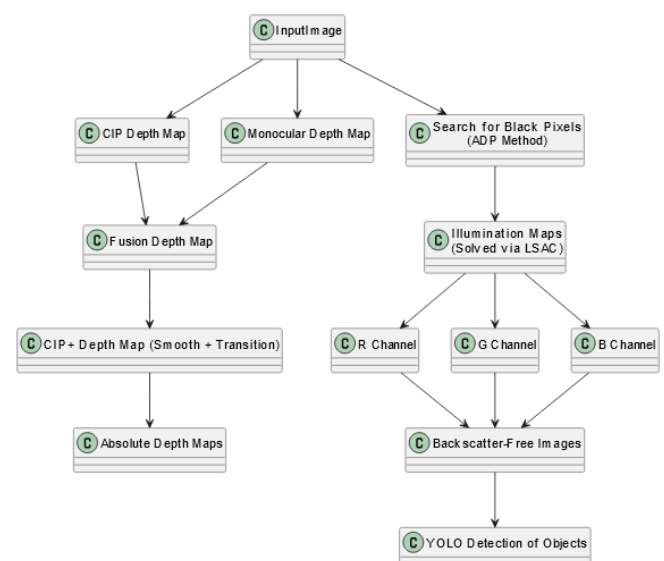 C InputImage
C CIP Depth Map
C Monocular Depth Map
C Search for Black Pixels
(ADP Method)
C Fusion Depth Map
C Illumination Maps
(Solved via LSAC)
C CIP+ Depth Map (Smooth + Transition)
C R Channel
C G Channel
C B Channel
C Absolute Depth Maps
C Backscatter-Free Images
C YOLO Detection of Objects